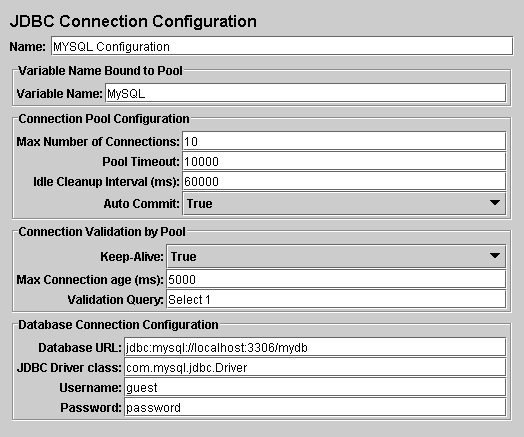 JDBC Connection Configuration
Name: MYSQL Configuration
Variable Name Bound to Pool
Variable Name: MySQL
Connection Pool Configuration
Max Number of Connections: 10
Pool Timeout: 10000
Idle Cleanup Interval (ms): 60000
Auto Commit: True
Connection Validation by Pool
Keep-Alive: True
Max Connection age (ms): 5000
Validation Query: Select 1
Database Connection Configuration
Database URL: jdbc:mysql://localhost:3306/mydb
JDBC Driver class: com.mysql.jdbc.Driver
Username: guest
Password: password